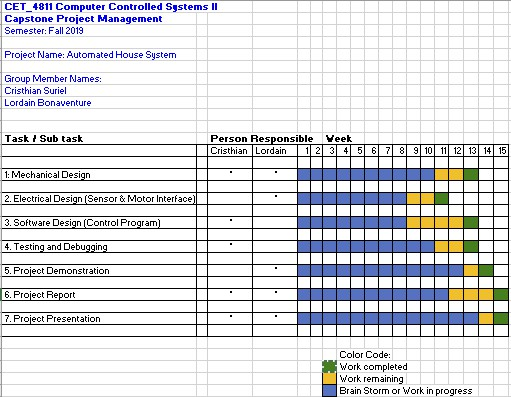 CET_4811 Computer Controlled Systems II
Capstone Project Management
Semester: Fall 2019
Project Name: Automated House System
Group Member Names:
Cristhian Suriel
Lordain Bonaventure
Task / Sub task Person Responsible Week
Cristhian Lordain 1 2 3 4 5 6 7 8 9 10 11 12 13 14 15
1: Mechanical Design * *
2. Electrical Design (Sensor & Motor Interface) * *
3. Software Design (Control Program) * *
4. Testing and Debugging * *
5. Project Demonstration *
6. Project Report * *
7. Project Presentation * *
Color Code:
Work completed
Work remaining
Brain Storm or Work in progress